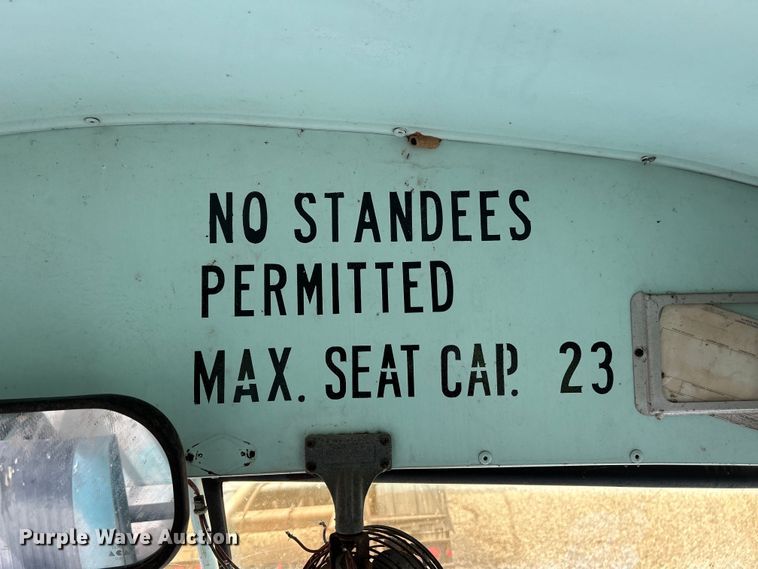 NO STANDEES
PERMITTED
MAX. SEAT CAP. 23
Purple Wave Auction